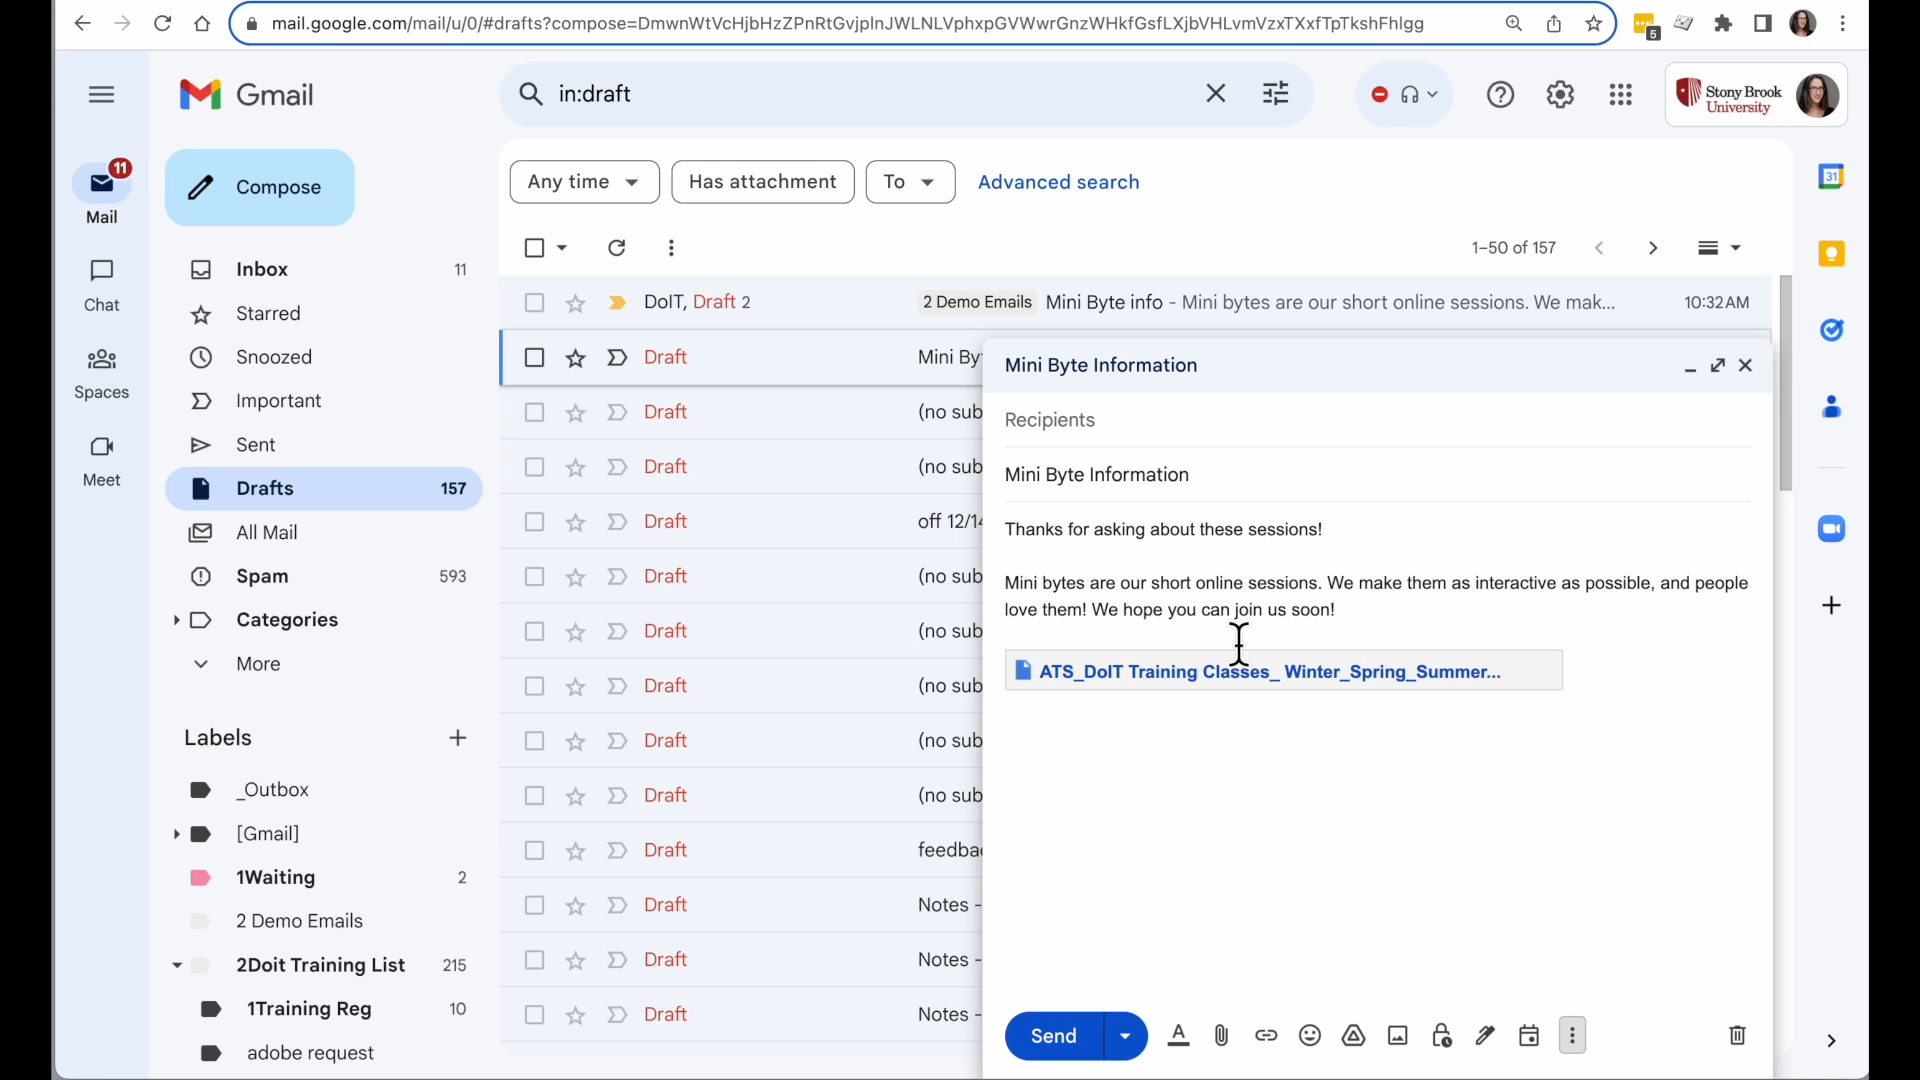 mail.google.com/mail/u/0/#drafts?compose=DmwnWtVcHjbHzZPnRtGvjpInJWLNLVphxpGVWwrGnzWHkfGsfLXjbVHLvmVzxTXxfTpTkshFhlgg
5
Gmail
in:draft
Stony Brook
University
11
Mail
Chat
Spaces
Meet
Compose
Inbox 11
Starred
Snoozed
Important
Sent
Drafts 157
All Mail
Spam 593
Categories
More
Labels
_Outbox
[Gmail]
1Waiting 2
2 Demo Emails
2Doit Training List 215
1Training Reg 10
adobe request
Any time
Has attachment
To
Advanced search
1–50 of 157
DoIT, Draft 2 2 Demo Emails Mini Byte info - Mini bytes are our short online sessions. We mak... 10:32 AM
Draft Mini By
Draft (no sub
Draft (no sub
Draft off 12/14
Draft (no sub
Draft (no sub
Draft (no sub
Draft (no sub
Draft (no sub
Draft feedba
Draft Notes -
Draft Notes -
Draft Notes -
Mini Byte Information
Recipients
Mini Byte Information
Thanks for asking about these sessions!
Mini bytes are our short online sessions. We make them as interactive as possible, and people
love them! We hope you can join us soon!
ATS_DoIT Training Classes_ Winter_Spring_Summer...
Send
31